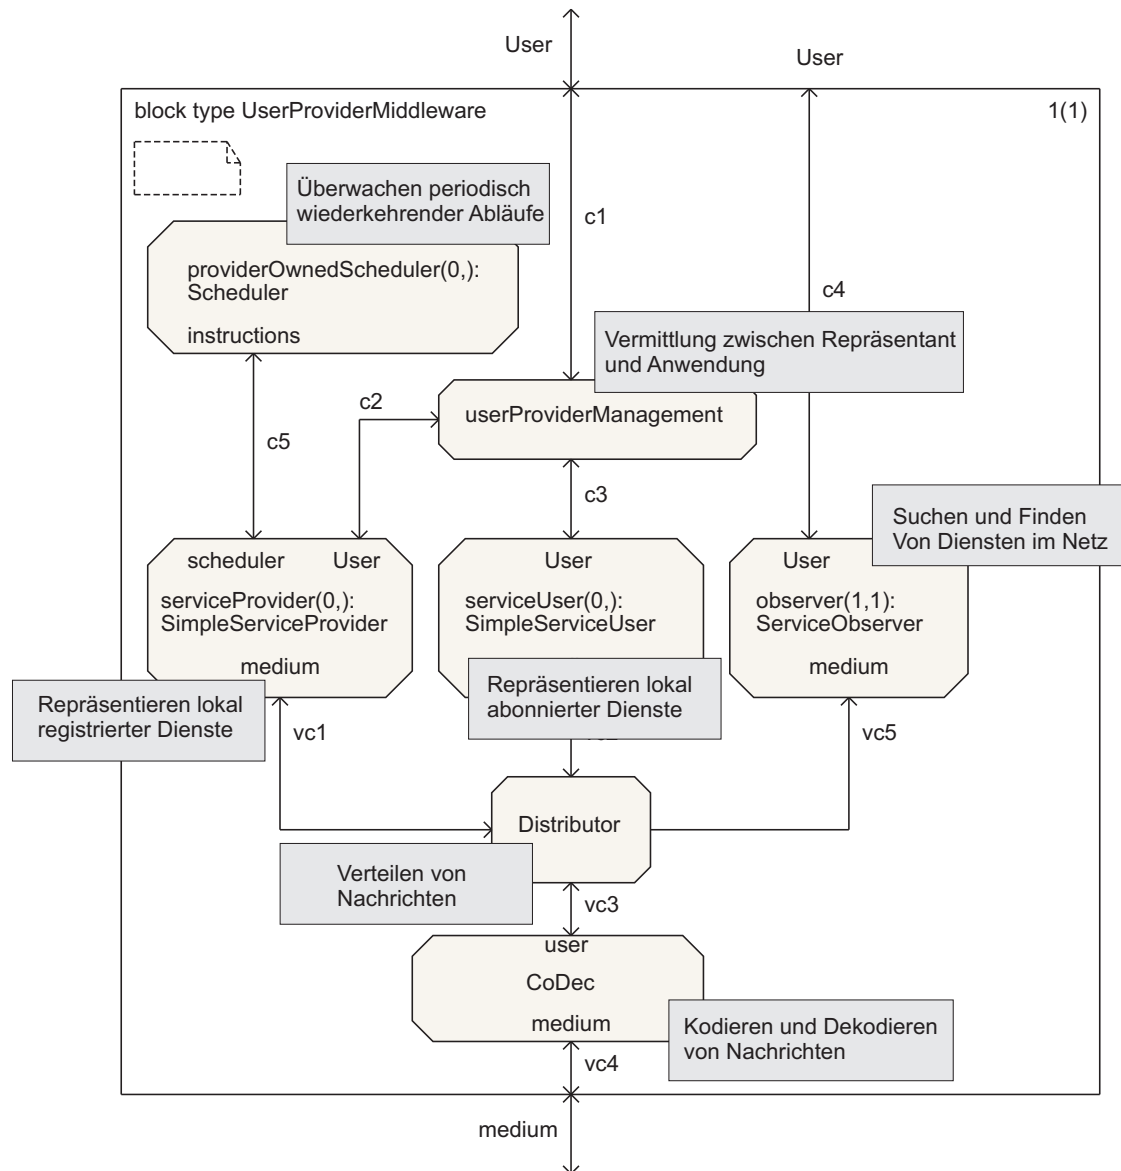 User
User
block type UserProviderMiddleware
1(1)
Überwachen periodisch
wiederkehrender Abläufe
c1
providerOwnedScheduler(0,):
Scheduler
instructions
c4
Vermittlung zwischen Repräsentant
und Anwendung
c2
userProviderManagement
c5
c3
Suchen und Finden
Von Diensten im Netz
scheduler
User
serviceProvider(0,):
SimpleServiceProvider
medium
User
serviceUser(0,):
SimpleServiceUser
User
observer(1,1):
ServiceObserver
medium
Repräsentieren lokal
registrierter Dienste
Repräsentieren lokal
abonnierter Dienste
vc1
vc5
Distributor
Verteilen von
Nachrichten
vc3
user
CoDec
medium
Kodieren und Dekodieren
von Nachrichten
vc4
medium